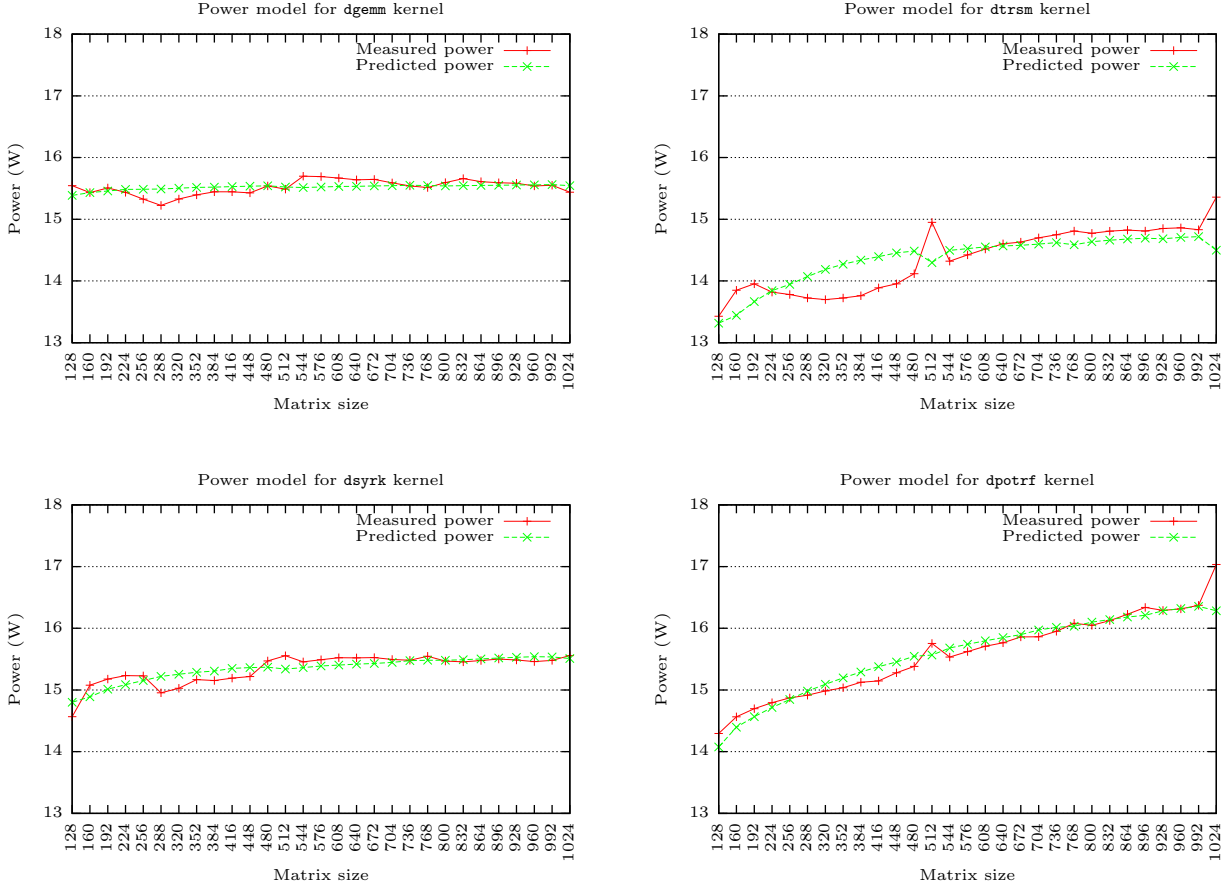 Power model for dgemm kernel
18
17
16
15
14
13
Power (W)
Measured power
Predicted power
128 160 192 224 256 288 320 352 384 416 448 480 512 544 576 608 640 672 704 736 768 800 832 864 896 928 960 992 1024
Matrix size
Power model for dtrsm kernel
18
17
16
15
14
13
Power (W)
Measured power
Predicted power
128 160 192 224 256 288 320 352 384 416 448 480 512 544 576 608 640 672 704 736 768 800 832 864 896 928 960 992 1024
Matrix size
Power model for dsyrk kernel
18
17
16
15
14
13
Power (W)
Measured power
Predicted power
128 160 192 224 256 288 320 352 384 416 448 480 512 544 576 608 640 672 704 736 768 800 832 864 896 928 960 992 1024
Matrix size
Power model for dpotrf kernel
18
17
16
15
14
13
Power (W)
Measured power
Predicted power
128 160 192 224 256 288 320 352 384 416 448 480 512 544 576 608 640 672 704 736 768 800 832 864 896 928 960 992 1024
Matrix size